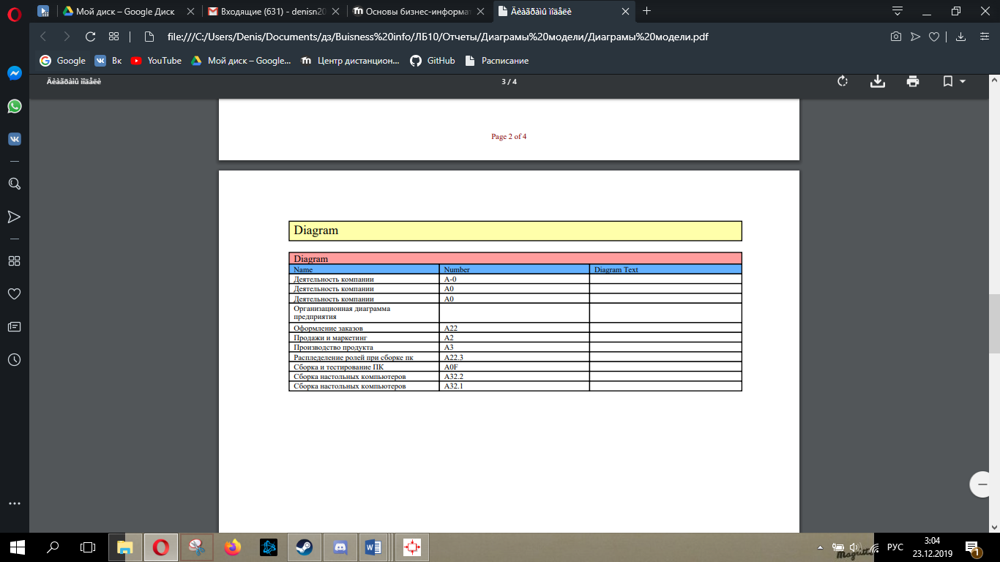 Мой диск – Google Диск
Входящие (631) - denisn20
Основы бизнес-информат
Äèàãðàìû ìîäåëè
file:///C:/Users/Denis/Documents/дз/Buisness%20info/ЛБ10/Отчеты/Диаграмы%20модели/Диаграмы%20модели.pdf
Google
Вк
YouTube
Мой диск – Google...
Центр дистанцион...
GitHub
Расписание
Äèàãðàìû ìîäåëè
3 / 4
Page 2 of 4
Diagram
Diagram
Name Number Diagram Text
Деятельность компании A-0
Деятельность компании A0
Деятельность компании A0
Организационная диаграмма
предприятия
Оформление заказов A22
Продажи и маркетинг A2
Производство продукта A3
Распледеление ролей при сборке пк A22.3
Сборка и тестирование ПК A0F
Сборка настольных компьютеров A32.2
Сборка настольных компьютеров A32.1
Magritte
РУС
3:04
23.12.2019
1